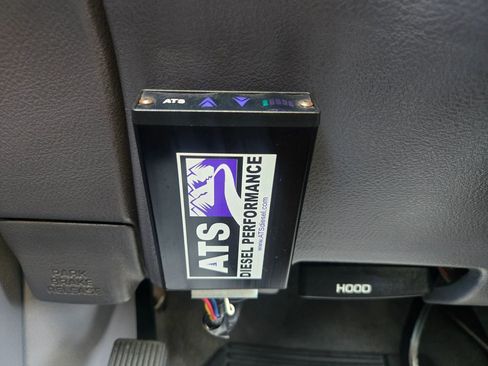 ATS
ATS
DIESEL PERFORMANCE
www.ATSdiesel.com
PARK
BRAKE
RELEASE
HOOD